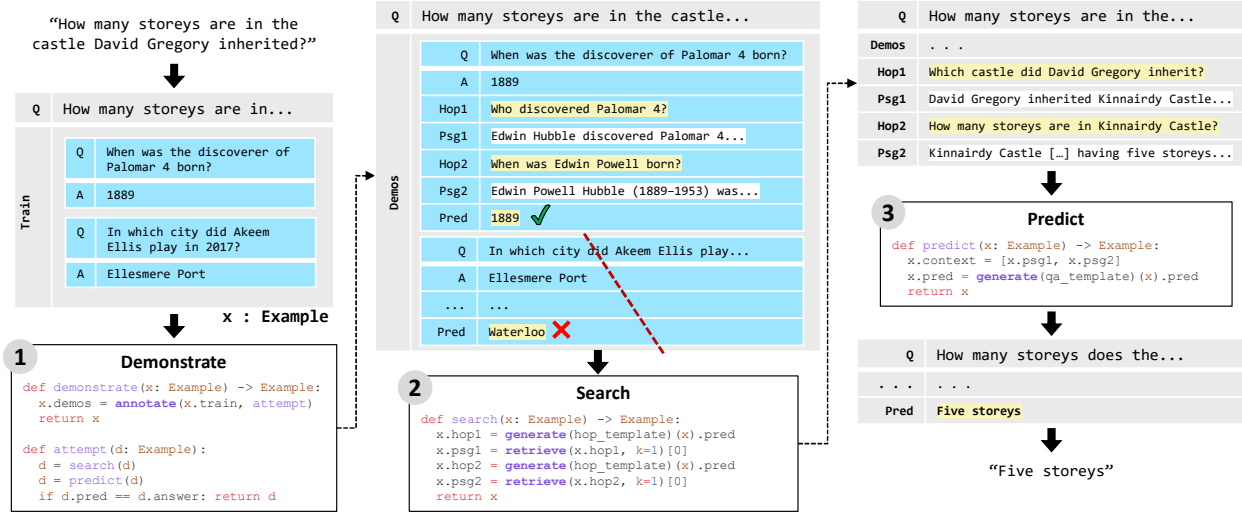 “How many storeys are in the
castle David Gregory inherited?”
Q How many storeys are in...
Train
Q When was the discoverer of
Palomar 4 born?
A 1889
Q In which city did Akeem
Ellis play in 2017?
A Ellesmere Port
x : Example
1 Demonstrate
def demonstrate(x: Example) -> Example:
x.demos = annotate(x.train, attempt)
return x
def attempt(d: Example):
d = search(d)
d = predict(d)
if d.pred == d.answer: return d
Q How many storeys are in the castle...
Demos
Q When was the discoverer of Palomar 4 born?
A 1889
Hop1 Who discovered Palomar 4?
Psg1 Edwin Hubble discovered Palomar 4...
Hop2 When was Edwin Powell born?
Psg2 Edwin Powell Hubble (1889–1953) was...
Pred 1889
Q In which city did Akeem Ellis play...
A Ellesmere Port
... ...
Pred Waterloo
2 Search
def search(x: Example) -> Example:
x.hop1 = generate(hop_template)(x).pred
x.psg1 = retrieve(x.hop1, k=1)[0]
x.hop2 = generate(hop_template)(x).pred
x.psg2 = retrieve(x.hop2, k=1)[0]
return x
Q How many storeys are in the...
Demos . . .
Hop1 Which castle did David Gregory inherit?
Psg1 David Gregory inherited Kinnairdy Castle...
Hop2 How many storeys are in Kinnairdy Castle?
Psg2 Kinnairdy Castle […] having five storeys...
3 Predict
def predict(x: Example) -> Example:
x.context = [x.psg1, x.psg2]
x.pred = generate(qa_template)(x).pred
return x
Q How many storeys does the...
. . . . . .
Pred Five storeys
“Five storeys”